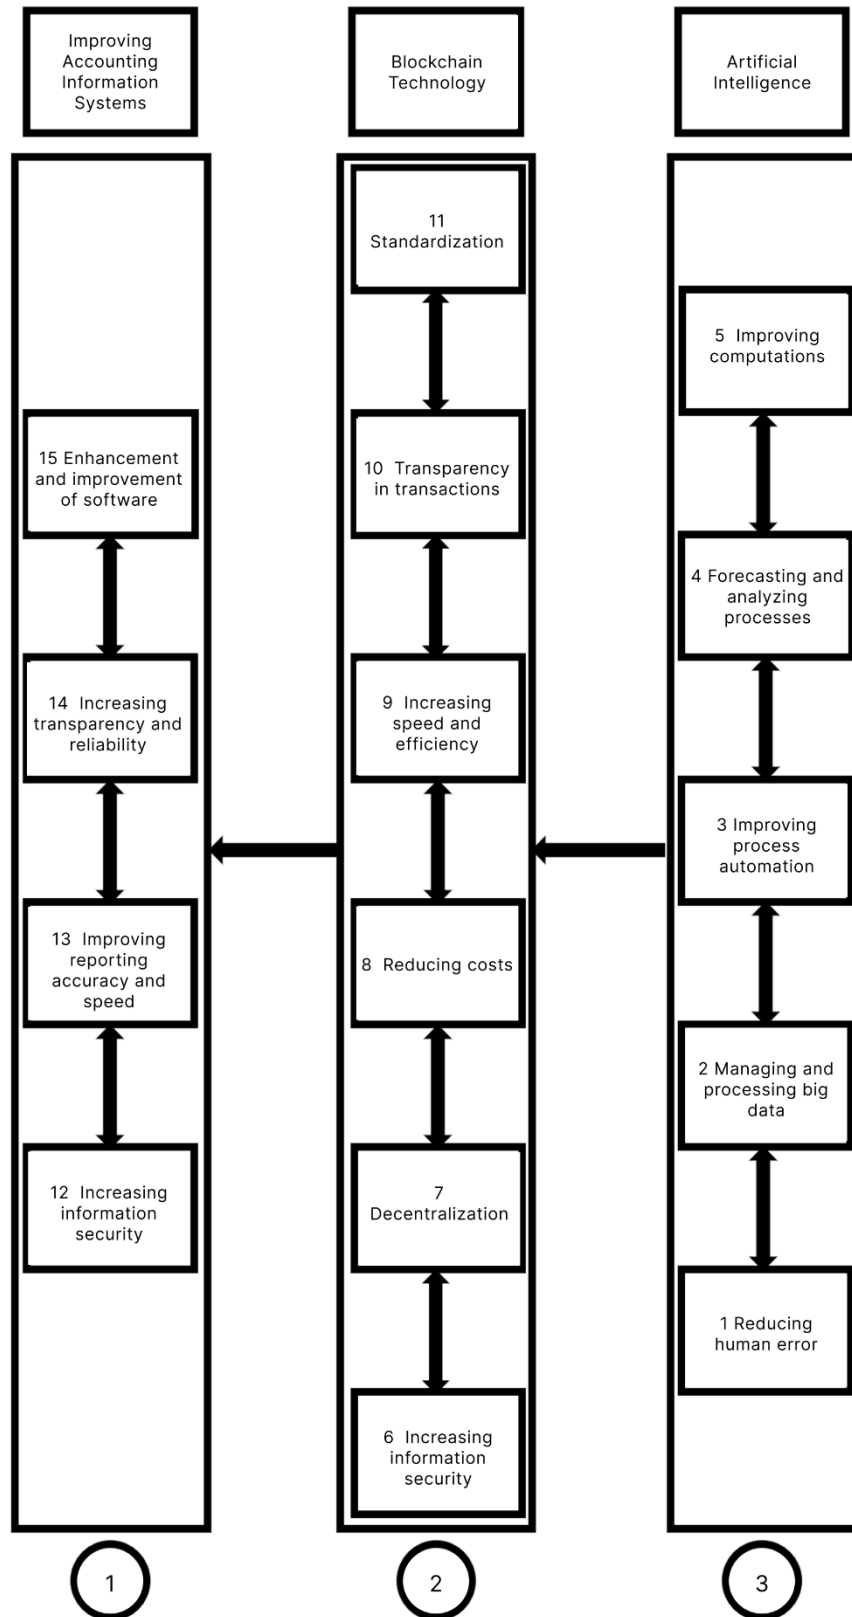 Improving
Accounting
Information
Systems
Blockchain
Technology
Artificial
Intelligence
15 Enhancement
and improvement
of software
14 Increasing
transparency and
reliability
13 Improving
reporting
accuracy and
speed
12 Increasing
information
security
11
Standardization
10 Transparency
in transactions
9 Increasing
speed and
efficiency
8 Reducing costs
7
Decentralization
6 Increasing
information
security
5 Improving
computations
4 Forecasting and
analyzing
processes
3 Improving
process
automation
2 Managing and
processing big
data
1 Reducing
human error
1
2
3